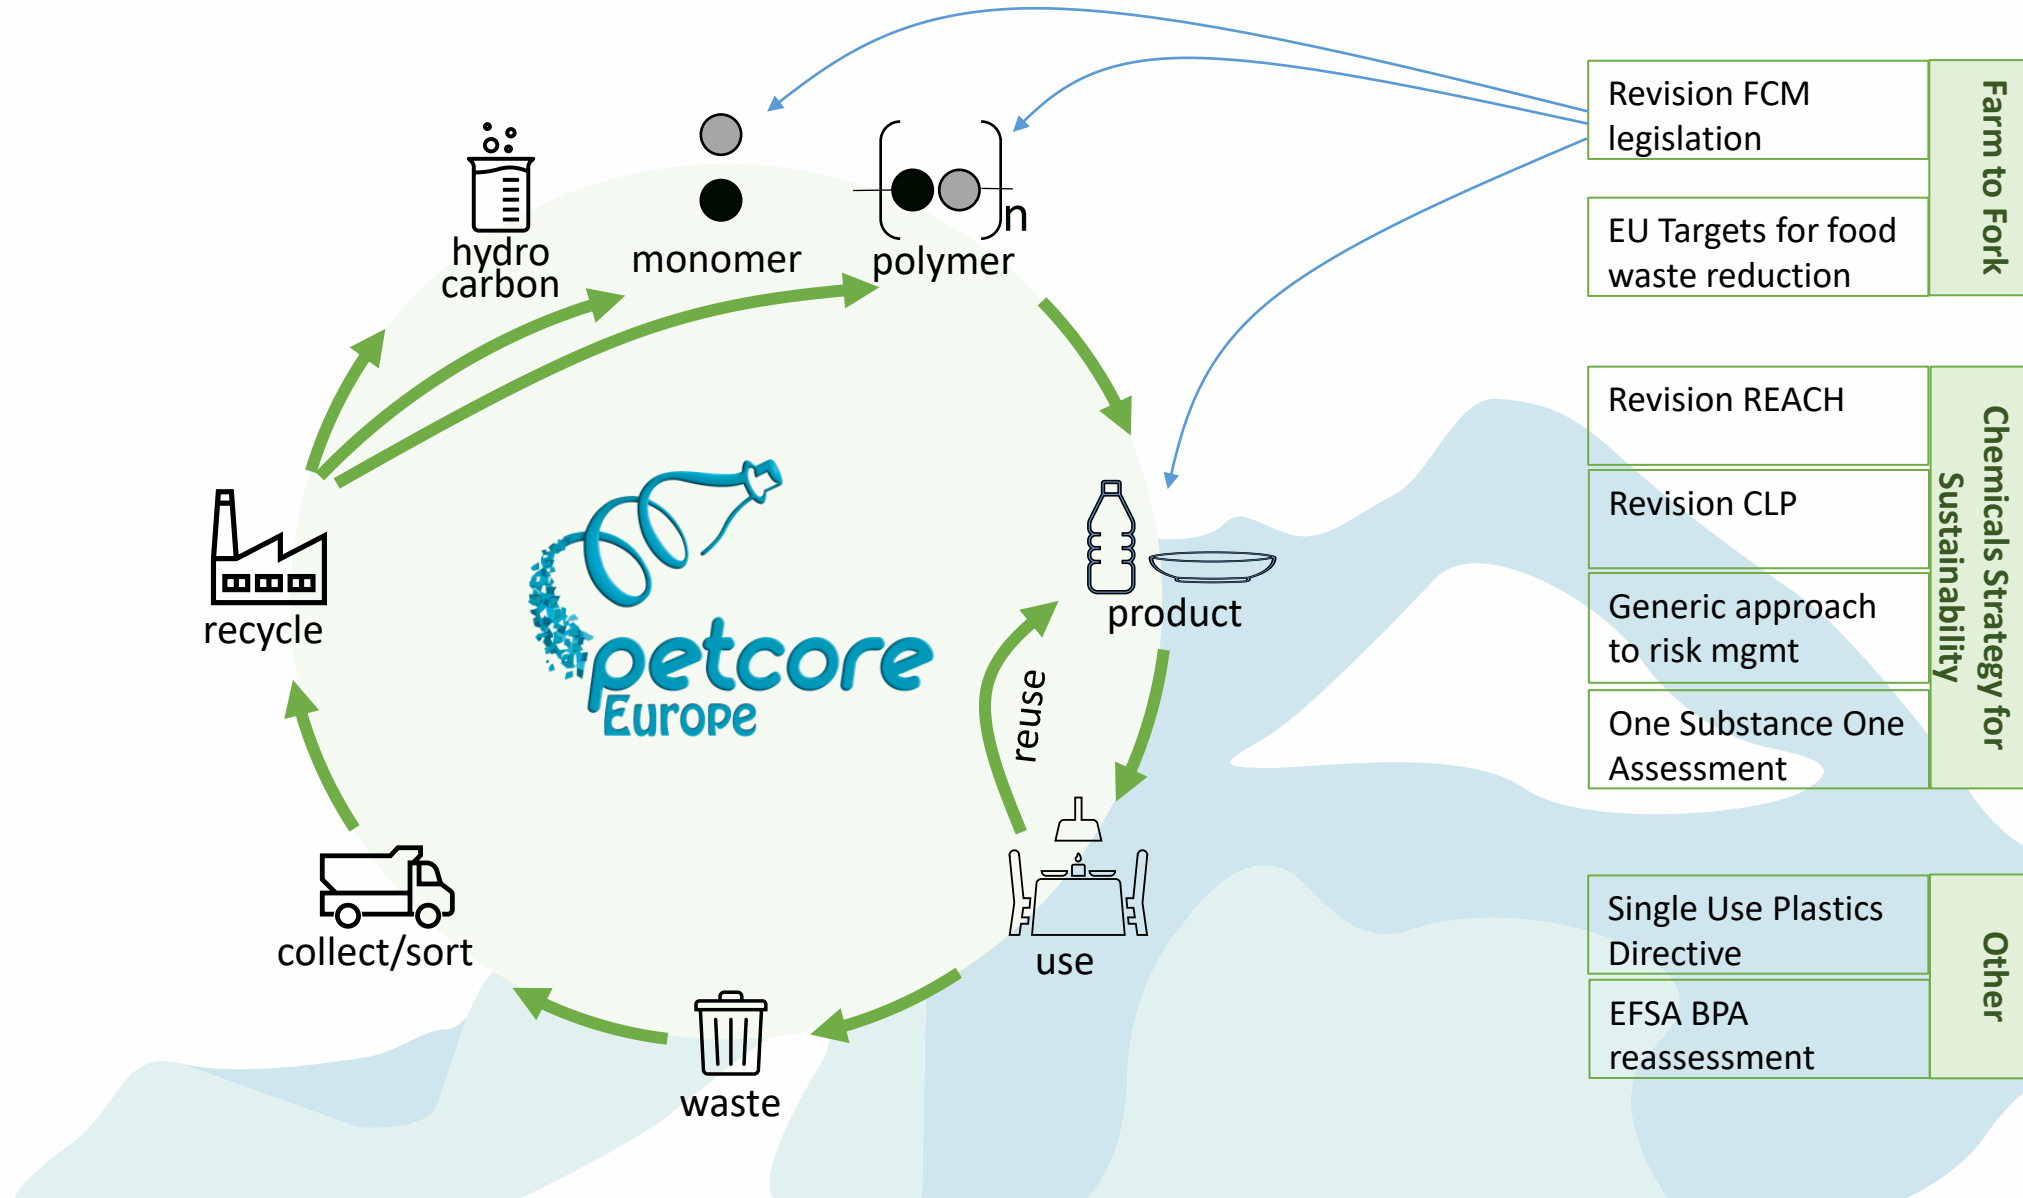 hydro
carbon
monomer
n
polymer
recycle
petcore
Europe
product
reuse
collect/sort
use
waste
Revision FCM
legislation
EU Targets for food
waste reduction
Farm to Fork
Revision REACH
Revision CLP
Generic approach
to risk mgmt
One Substance One
Assessment
Chemicals Strategy for
Sustainability
Single Use Plastics
Directive
EFSA BPA
reassessment
Other